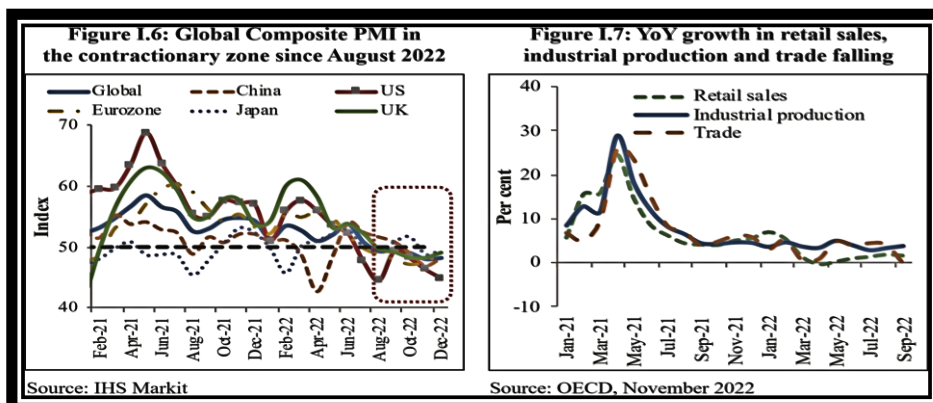 Figure I.6: Global Composite PMI in
the contractionary zone since August 2022
Global
China
US
Eurozone
Japan
UK
70
60
50
40
Index
Feb-21
Apr-21
Jun-21
Aug-21
Oct-21
Dec-21
Feb-22
Apr-22
Jun-22
Aug-22
Oct-22
Dec-22
Source: IHS Markit
Figure I.7: YoY growth in retail sales,
industrial production and trade falling
Retail sales
Industrial production
Trade
40
30
20
10
0
-10
Per cent
Jan-21
Mar-21
May-21
Jul-21
Sep-21
Nov-21
Jan-22
Mar-22
May-22
Jul-22
Sep-22
Source: OECD, November 2022